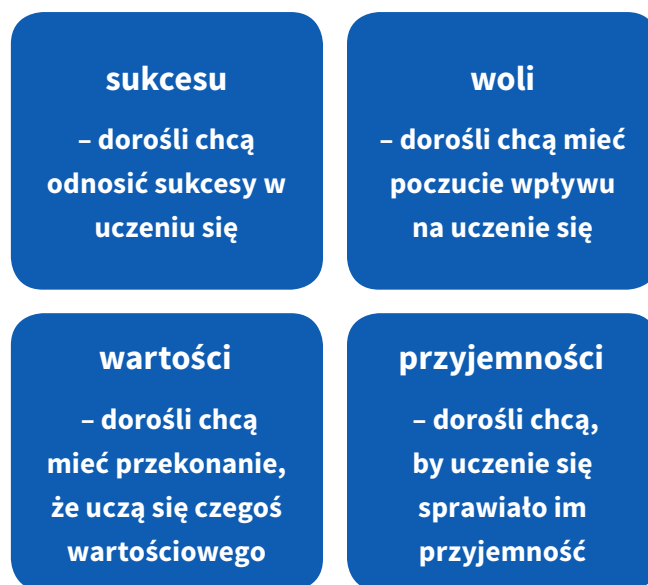 sukcesu
– dorośli chcą
odnosić sukcesy w
uczeniu się
woli
– dorośli chcą mieć
poczucie wpływu
na uczenie się
wartości
– dorośli chcą
mieć przekonanie,
że uczą się czegoś
wartościowego
przyjemności
– dorośli chcą,
by uczenie się
sprawiało im
przyjemność